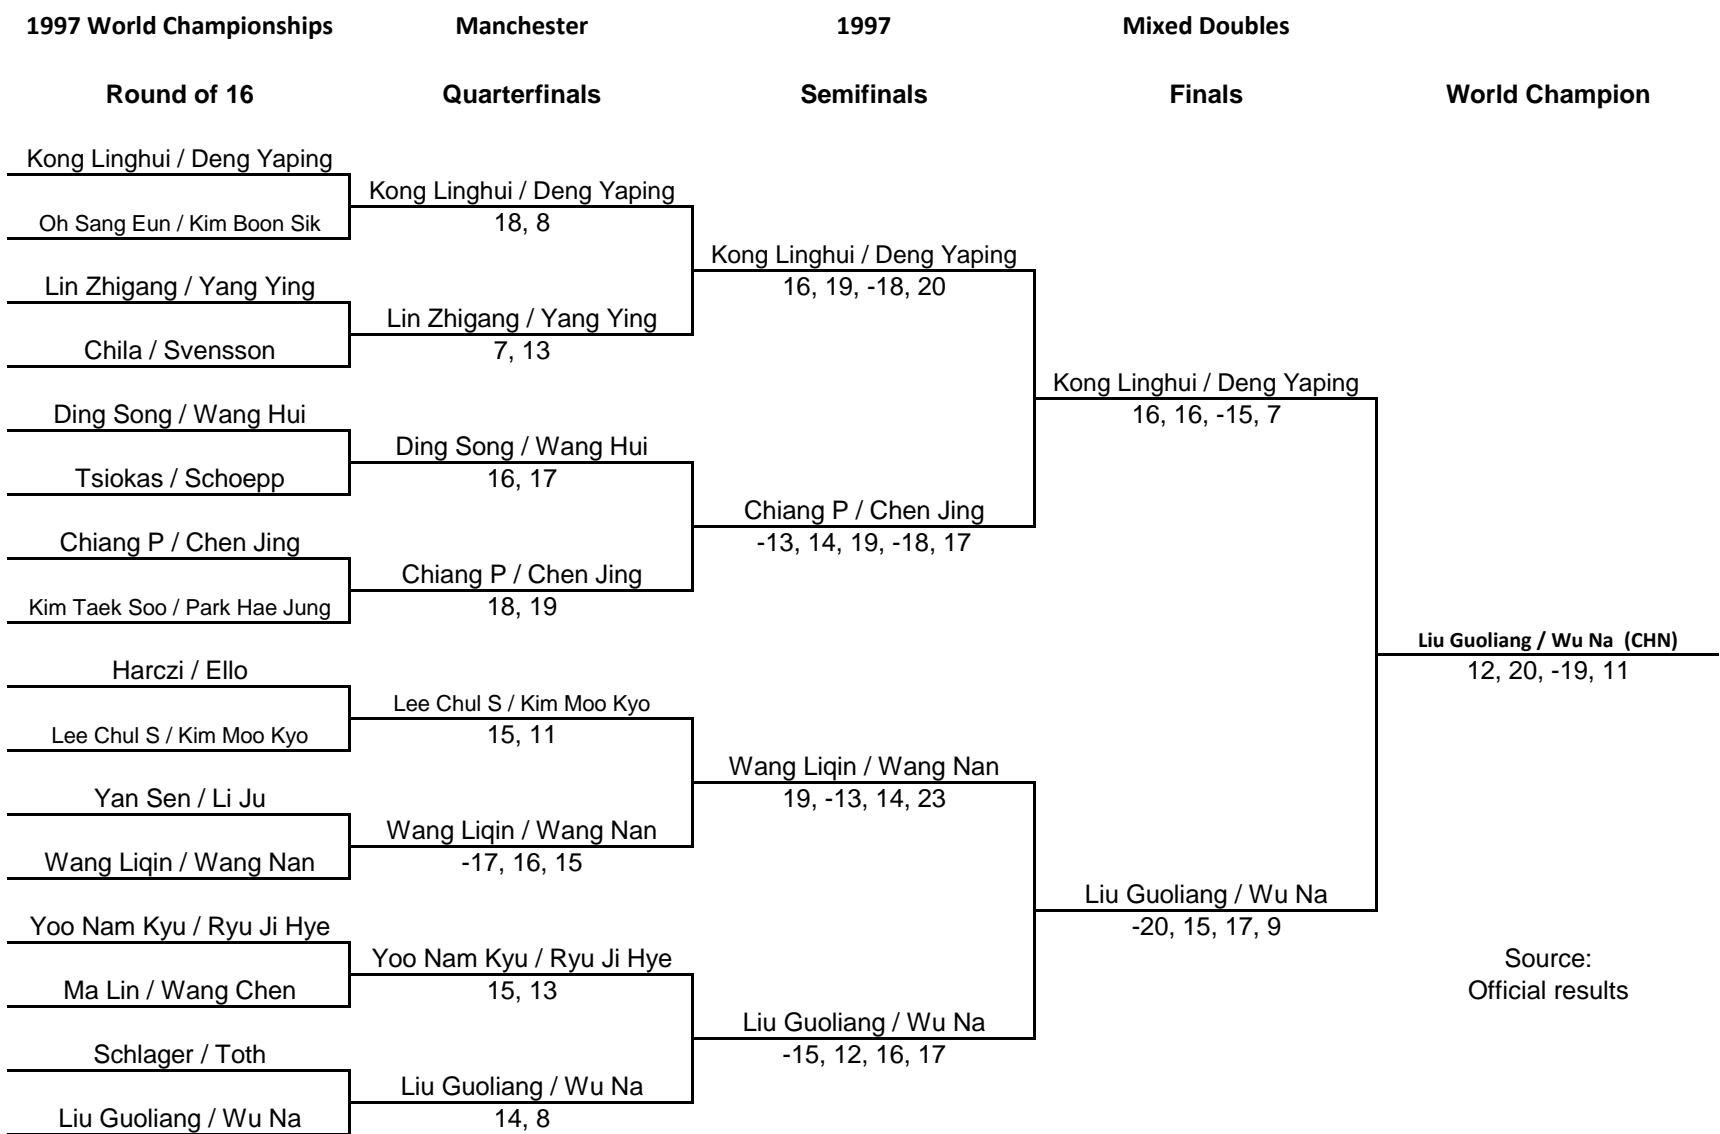 1997 World Championships
Manchester
1997
Mixed Doubles
Round of 16
Quarterfinals
Semifinals
Finals
World Champion
Kong Linghui / Deng Yaping
Oh Sang Eun / Kim Boon Sik
Lin Zhigang / Yang Ying
Chila / Svensson
Ding Song / Wang Hui
Tsiokas / Schoepp
Chiang P / Chen Jing
Kim Taek Soo / Park Hae Jung
Harczi / Ello
Lee Chul S / Kim Moo Kyo
Yan Sen / Li Ju
Wang Liqin / Wang Nan
Yoo Nam Kyu / Ryu Ji Hye
Ma Lin / Wang Chen
Schlager / Toth
Liu Guoliang / Wu Na
Kong Linghui / Deng Yaping
18, 8
Lin Zhigang / Yang Ying
7, 13
Ding Song / Wang Hui
16, 17
Chiang P / Chen Jing
18, 19
Lee Chul S / Kim Moo Kyo
15, 11
Wang Liqin / Wang Nan
-17, 16, 15
Yoo Nam Kyu / Ryu Ji Hye
15, 13
Liu Guoliang / Wu Na
14, 8
Kong Linghui / Deng Yaping
16, 19, -18, 20
Chiang P / Chen Jing
-13, 14, 19, -18, 17
Wang Liqin / Wang Nan
19, -13, 14, 23
Liu Guoliang / Wu Na
-15, 12, 16, 17
Kong Linghui / Deng Yaping
16, 16, -15, 7
Liu Guoliang / Wu Na
-20, 15, 17, 9
Liu Guoliang / Wu Na  (CHN)
12, 20, -19, 11
Source:
Official results